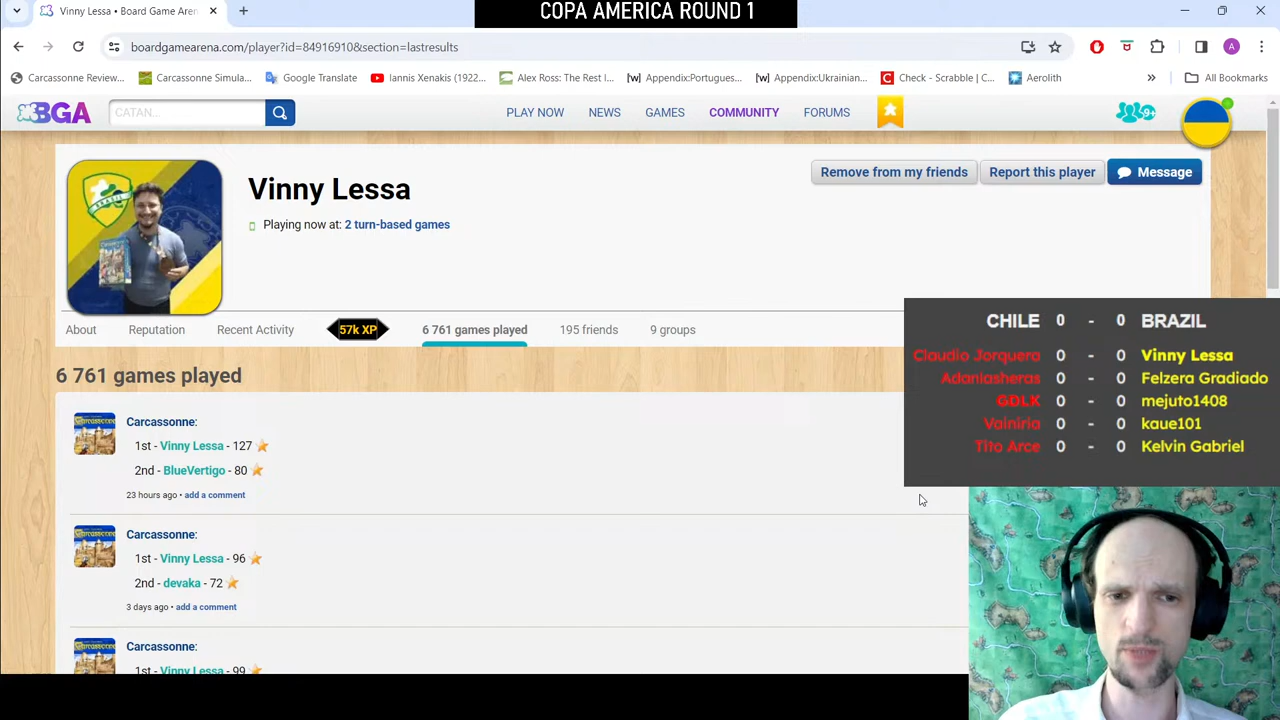 COPA AMERICA ROUND 1
Vinny Lessa • Board Game Aren
boardgamearena.com/player?id=84916910&section=lastresults
A
Carcassonne Review... Carcassonne Simula... Google Translate Iannis Xenakis (1922... Alex Ross: The Rest I... [w] Appendix:Portugues... [w] Appendix:Ukrainian... Check - Scrabble | C... Aerolith » All Bookmarks
BGA CATAN... PLAY NOW NEWS GAMES COMMUNITY FORUMS 9+
Vinny Lessa
Remove from my friends Report this player Message
Playing now at: 2 turn-based games
About Reputation Recent Activity 57k XP 6 761 games played 195 friends 9 groups
6 761 games played
Carcassonne:
1st - Vinny Lessa - 127
2nd - BlueVertigo - 80
23 hours ago • add a comment
Carcassonne:
1st - Vinny Lessa - 96
2nd - devaka - 72
3 days ago • add a comment
Carcassonne:
1st - Vinny Lessa - 99
CHILE 0 - 0 BRAZIL
Claudio Jorquera 0 - 0 Vinny Lessa
Adaniasheras 0 - 0 Felzera Gradiado
GDLK 0 - 0 mejuto1408
Vainiria 0 - 0 kaue101
Tito Arce 0 - 0 Kelvin Gabriel